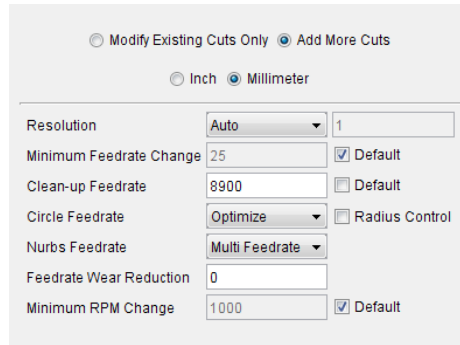 Modify Existing Cuts Only Add More Cuts
Inch Millimeter
Resolution Auto 1
Minimum Feedrate Change 25 Default
Clean-up Feedrate 8900 Default
Circle Feedrate Optimize Radius Control
Nurbs Feedrate Multi Feedrate
Feedrate Wear Reduction 0
Minimum RPM Change 1000 Default